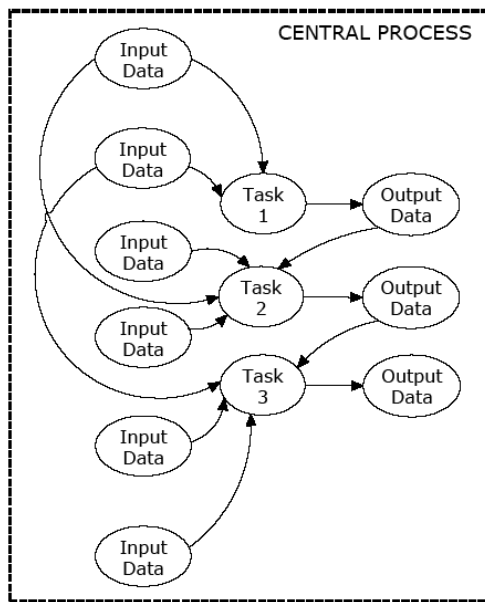 CENTRAL PROCESS
Input
Data
Input
Data
Task
1
Output
Data
Input
Data
Task
2
Output
Data
Input
Data
Task
3
Output
Data
Input
Data
Input
Data